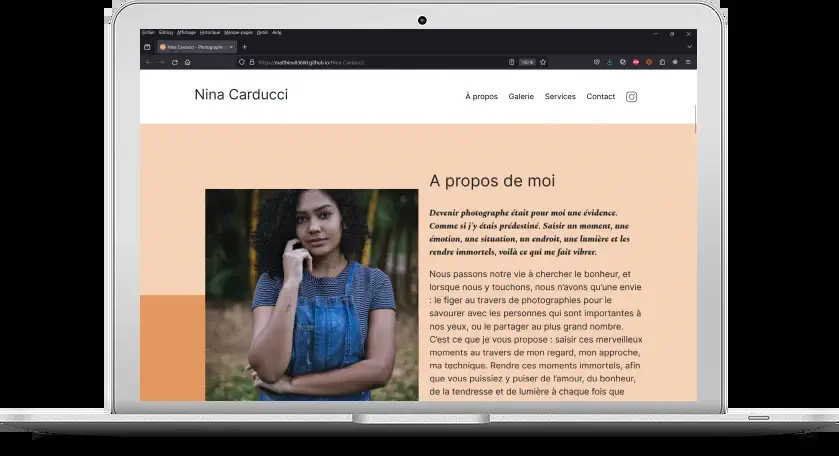 Fichier Édition Affichage Historique Marque-pages Outils Aide
Nina Carducci - Photographe
https://matthieu83600.github.io/Nina-Carducci/
Nina Carducci
À propos Galerie Services Contact
A propos de moi
Devenir photographe était pour moi une évidence.
Comme si j'y étais prédestiné. Saisir un moment, une
émotion, une situation, un endroit, une lumière et les
rendre immortels, voilà ce qui me fait vibrer.
Nous passons notre vie à chercher le bonheur, et
lorsque nous y touchons, nous n'avons qu'une envie
: le figer au travers de photographies pour le
savourer avec les personnes qui sont importantes à
nos yeux, ou le partager au plus grand nombre.
C'est ce que je vous propose : saisir ces merveilleux
moments au travers de mon regard, mon approche,
ma technique. Rendre ces moments immortels, afin
que vous puissiez y puiser de l'amour, du bonheur,
de la tendresse et de lumière à chaque fois que